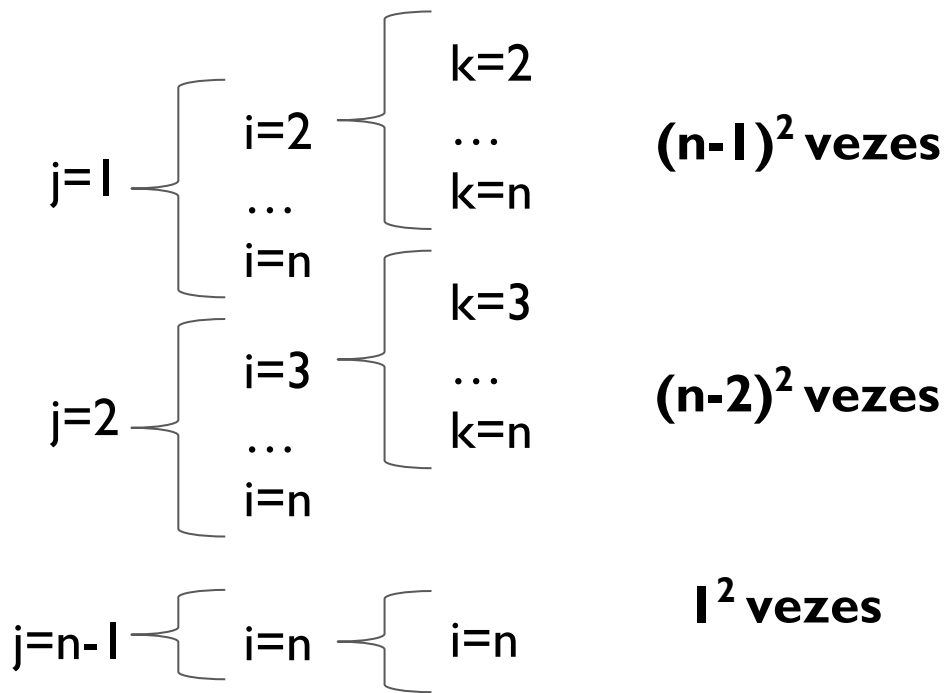 k=2
i=2
...
(n-1)² vezes
j=1
...
k=n
i=n
k=3
i=3
...
(n-2)² vezes
j=2
...
k=n
i=n
1² vezes
j=n-1
i=n
i=n